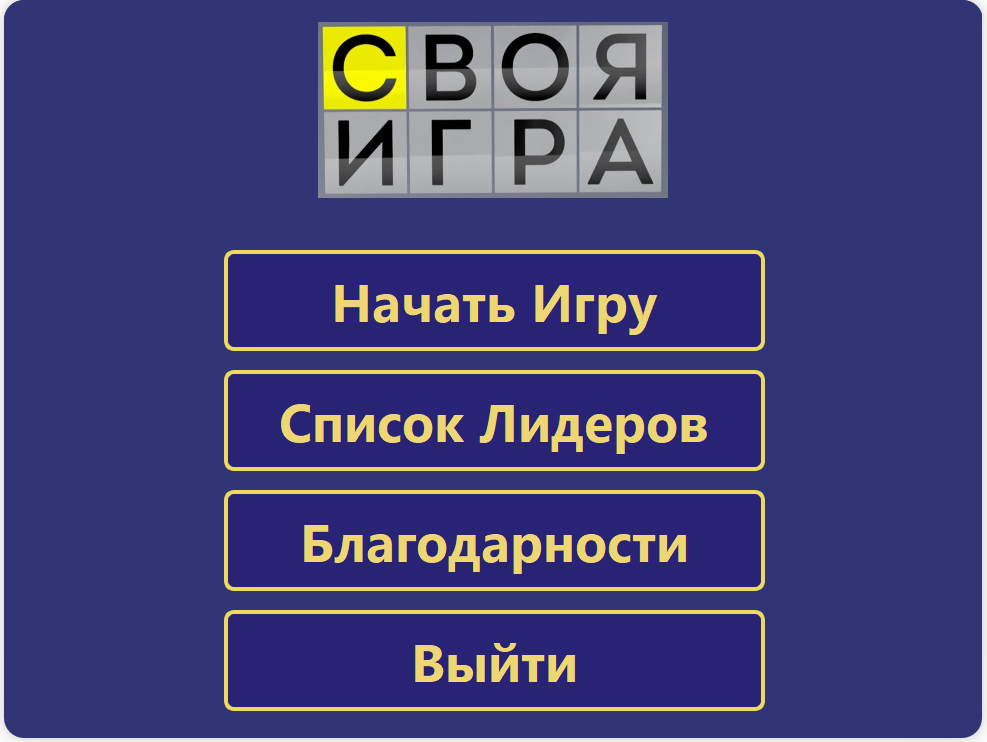 СВОЯ
ИГРА
Начать Игру
Список Лидеров
Благодарности
Выйти